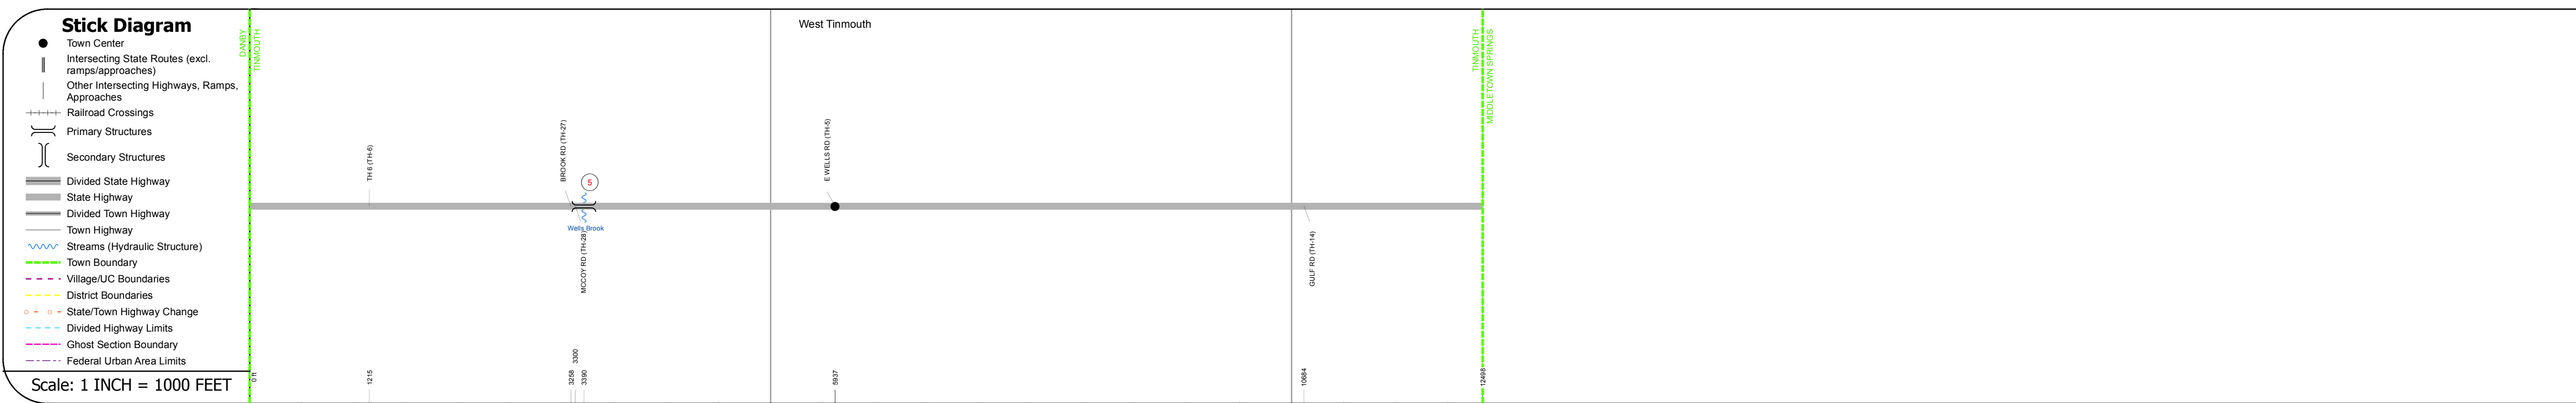 Stick Diagram
Town Center
Intersecting State Routes (excl.
ramps/approaches)
Other Intersecting Highways, Ramps,
Approaches
Railroad Crossings
Primary Structures
Secondary Structures
Divided State Highway
State Highway
Divided Town Highway
Town Highway
Streams (Hydraulic Structure)
Town Boundary
Village/UC Boundaries
District Boundaries
State/Town Highway Change
Divided Highway Limits
Ghost Section Boundary
Federal Urban Area Limits
Scale: 1 INCH = 1000 FEET
DANBY
TINMOUTH
West Tinmouth
TINMOUTH
MIDDLETOWN SPRINGS
TH 6 (TH-6)
BROOK RD (TH-27)
5
E WELLS RD (TH-5)
Wells Brook
MCCOY RD (TH-28)
GULF RD (TH-14)
0 ft
1215
3258
3300
3390
5937
10684
12498